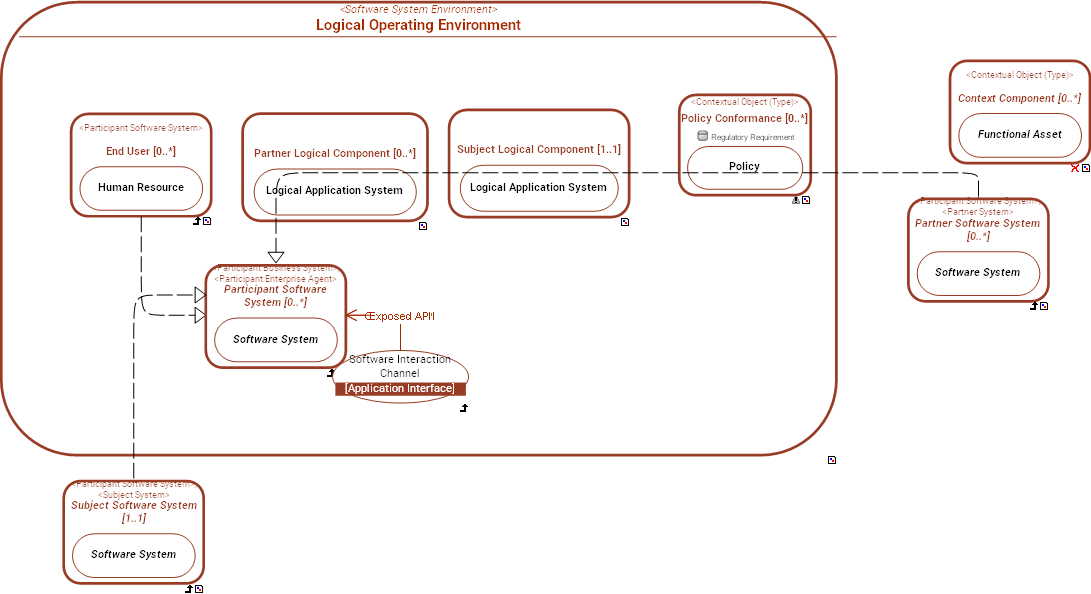 <Software System Environment>
Logical Operating Environment
<Participant Software System>
End User [0..*]
Human Resource
Partner Logical Component [0..*]
Logical Application System
Subject Logical Component [1..1]
Logical Application System
<Contextual Object (Type)>
Policy Conformance [0..*]
Regulatory Requirement
Policy
<Contextual Object (Type)>
Context Component [0..*]
Functional Asset
<Participant Software System>
<Partner System>
Partner Software System
[0..*]
Software System
<Participant Business System>
<Participant Enterprise Agent>
Participant Software
System [0..*]
Software System
Exposed API
Software Interaction
Channel
[Application Interface]
<Participant Software System>
<Subject System>
Subject Software System
[1..1]
Software System